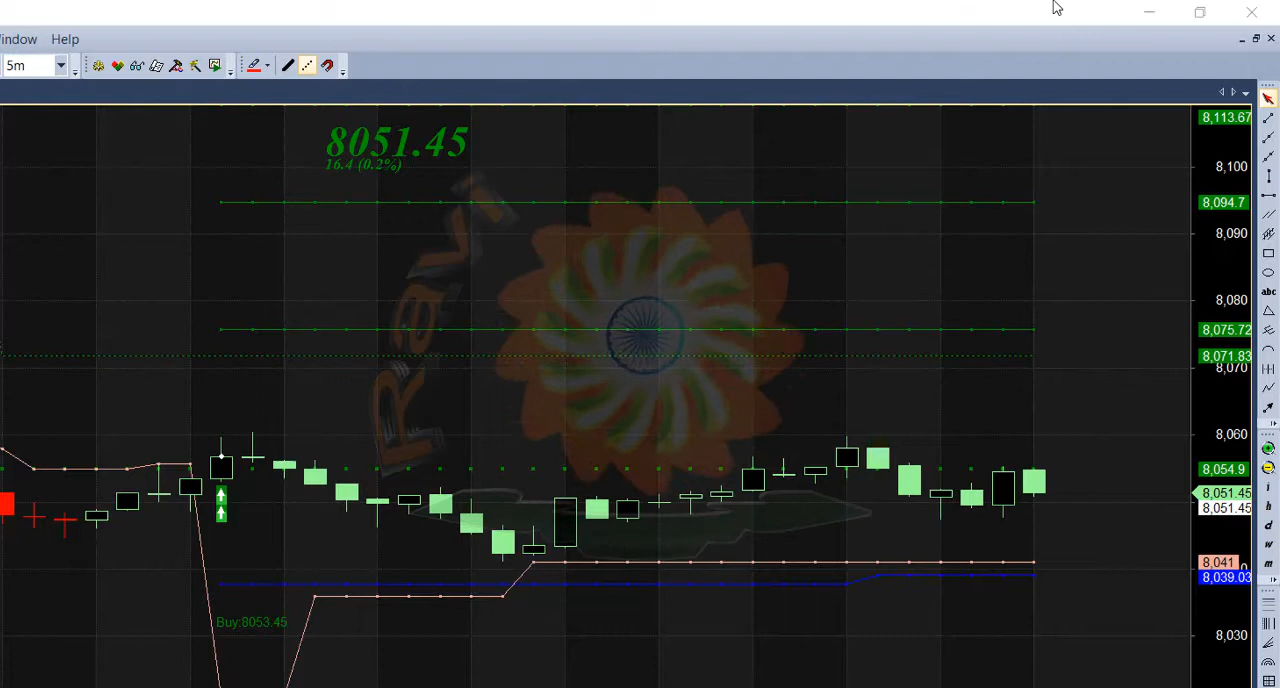 indow Help
5m
8051.45
16.4 (0.2%)
Ravi
Buy:8053.45
8,113.67
8,100
8,094.7
8,090
8,080
8,075.72
8,071.83
8,070
8,060
8,054.9
8,051.45
8,051.45
8,041
8,039.03
8,030
abc
i
h
d
w
m